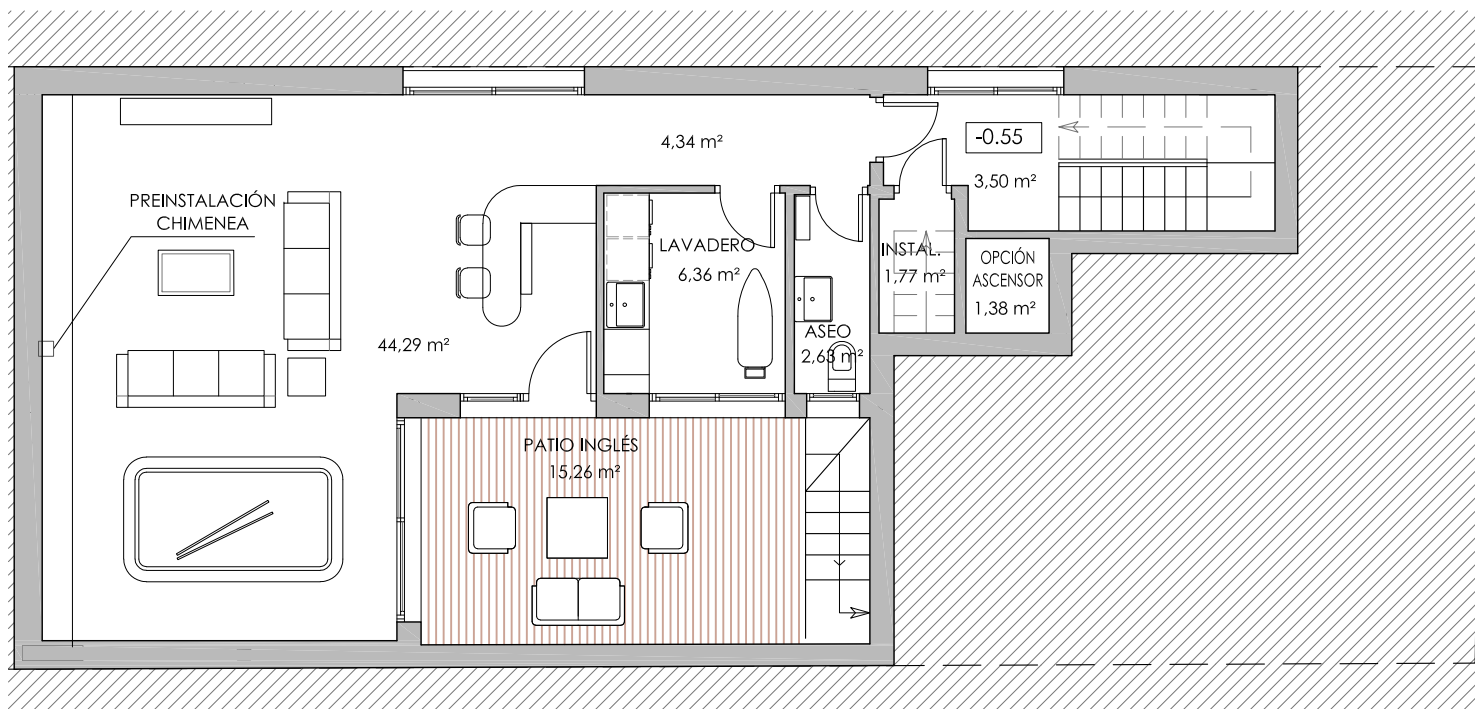 4,34 m²
-0.55
3,50 m²
PREINSTALACIÓN
CHIMENEA
LAVADERO
6,36 m²
INSTAL.
1,77 m²
OPCIÓN
ASCENSOR
1,38 m²
44,29 m²
ASEO
2,63 m²
PATIO INGLÉS
15,26 m²